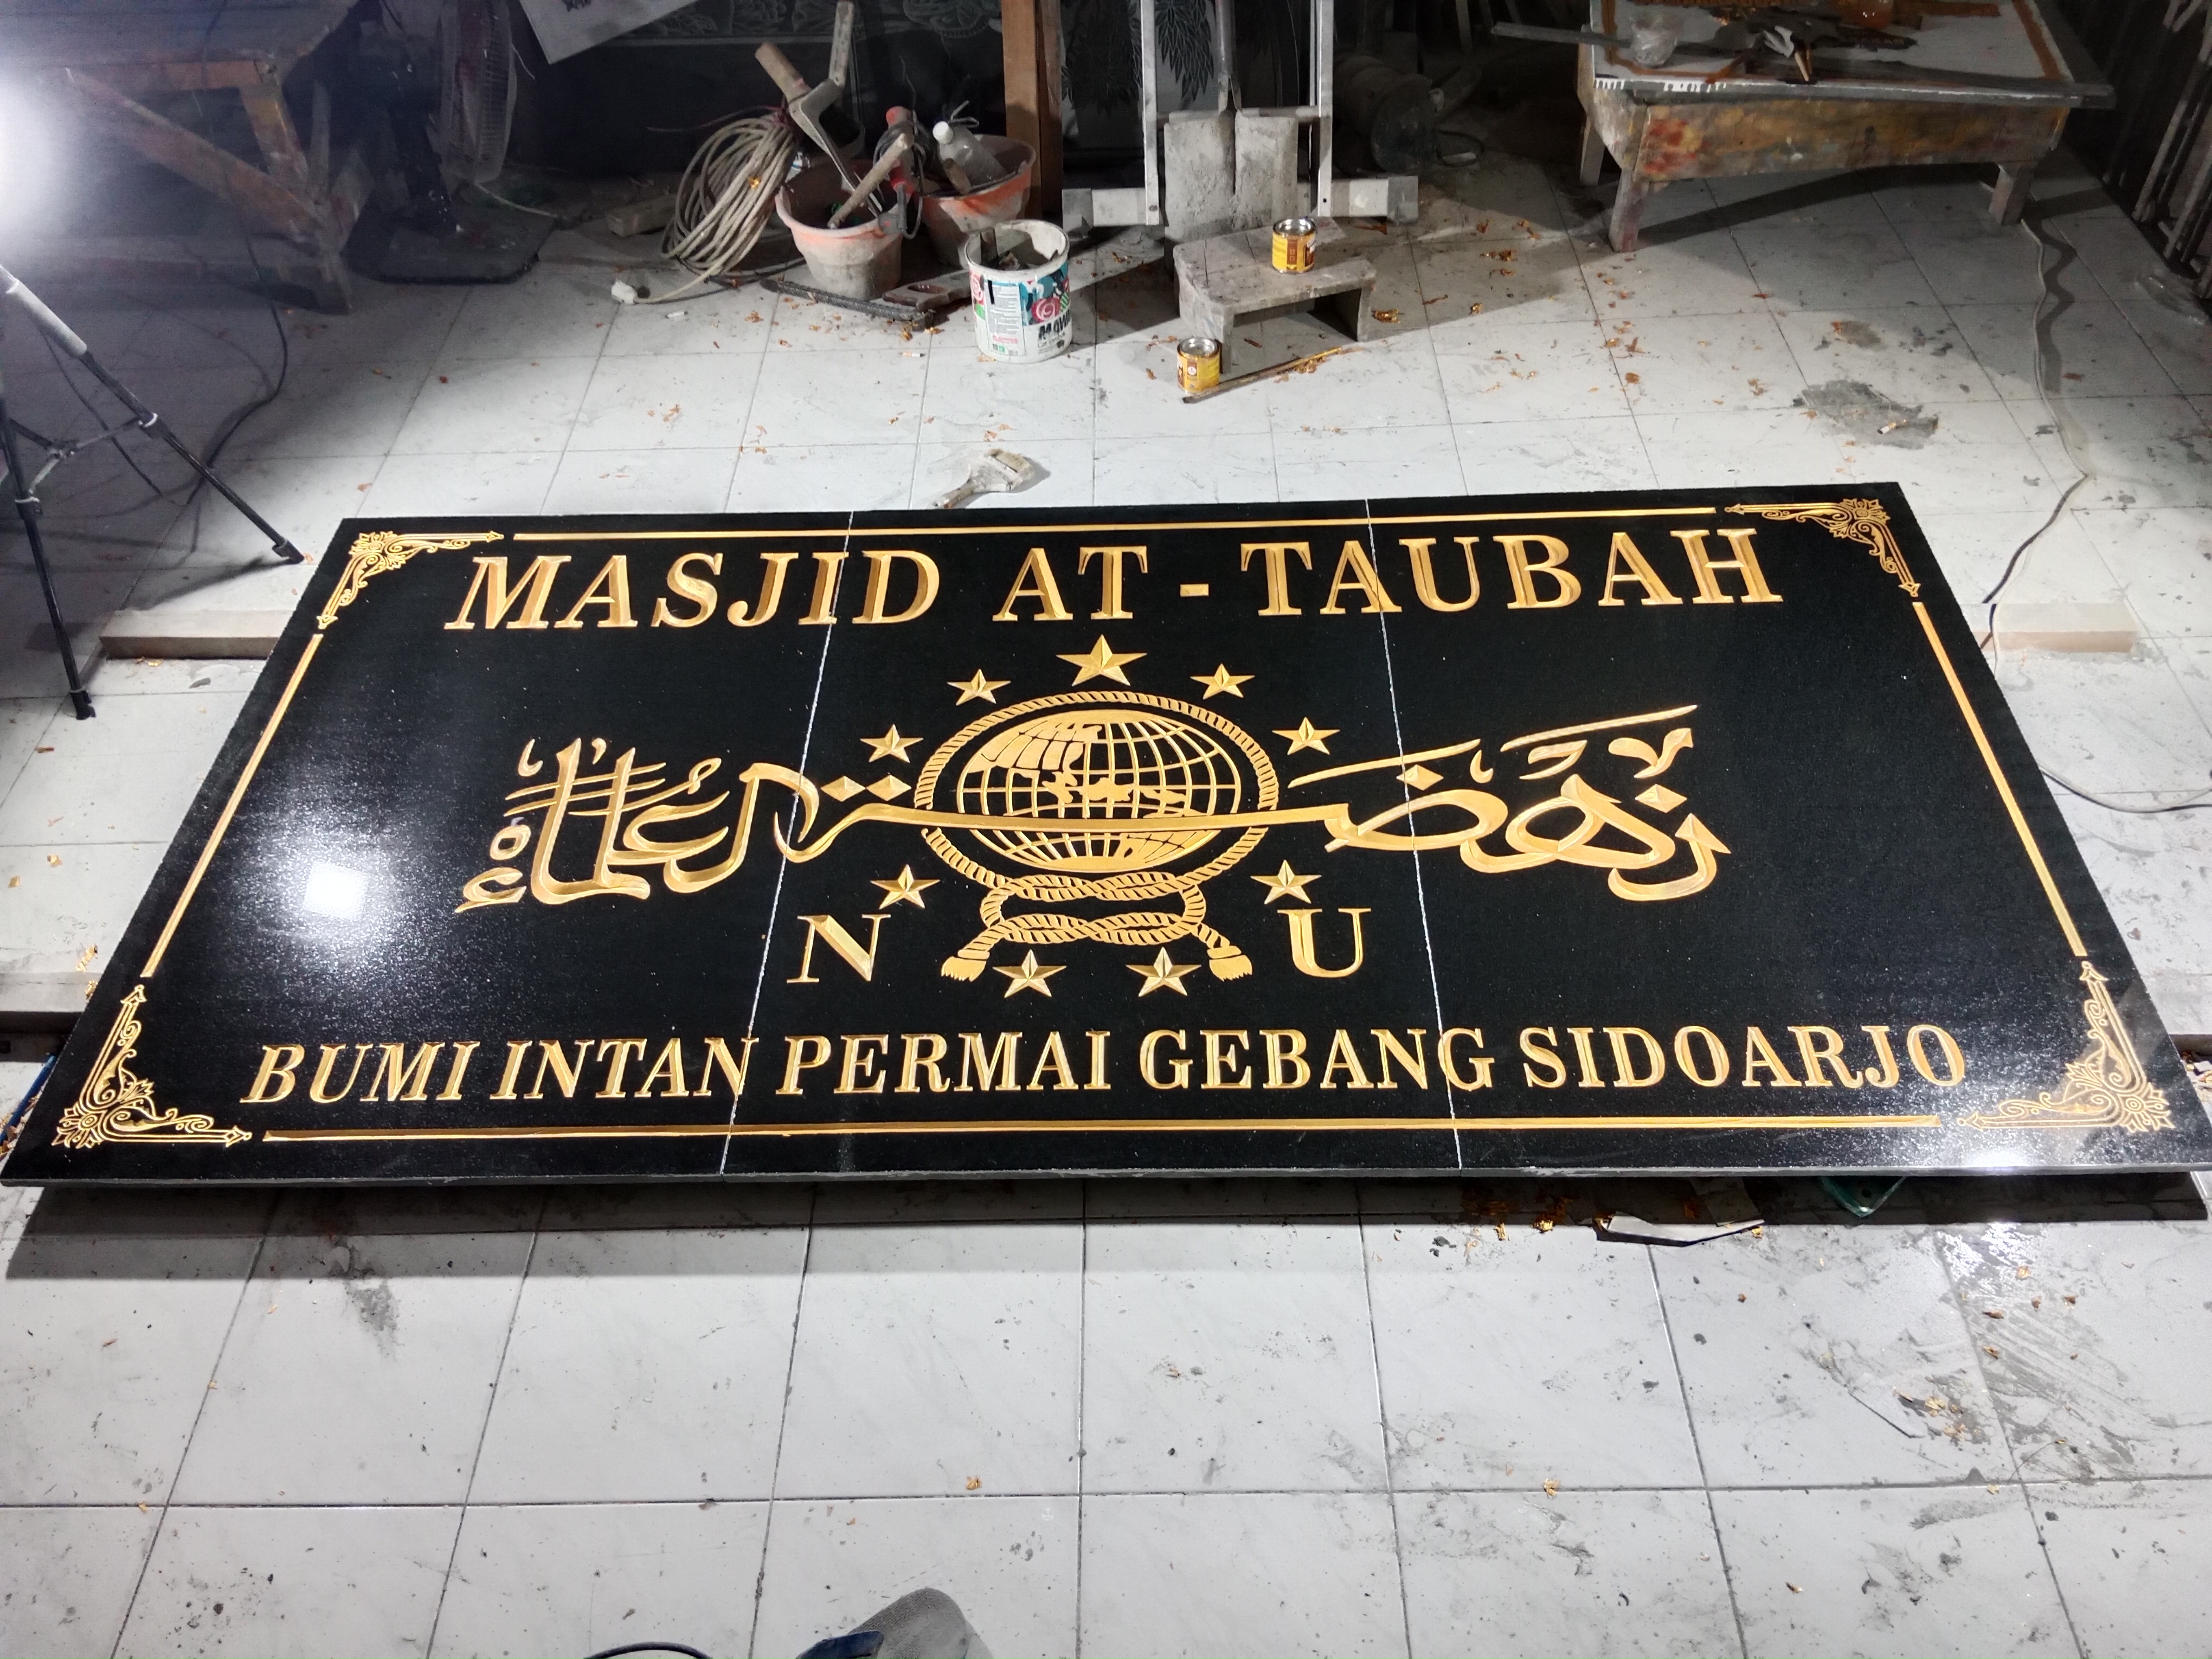 MASJID AT - TAUBAH
نهضة العلماء
N U
BUMI INTAN PERMAI GEBANG SIDOARJO